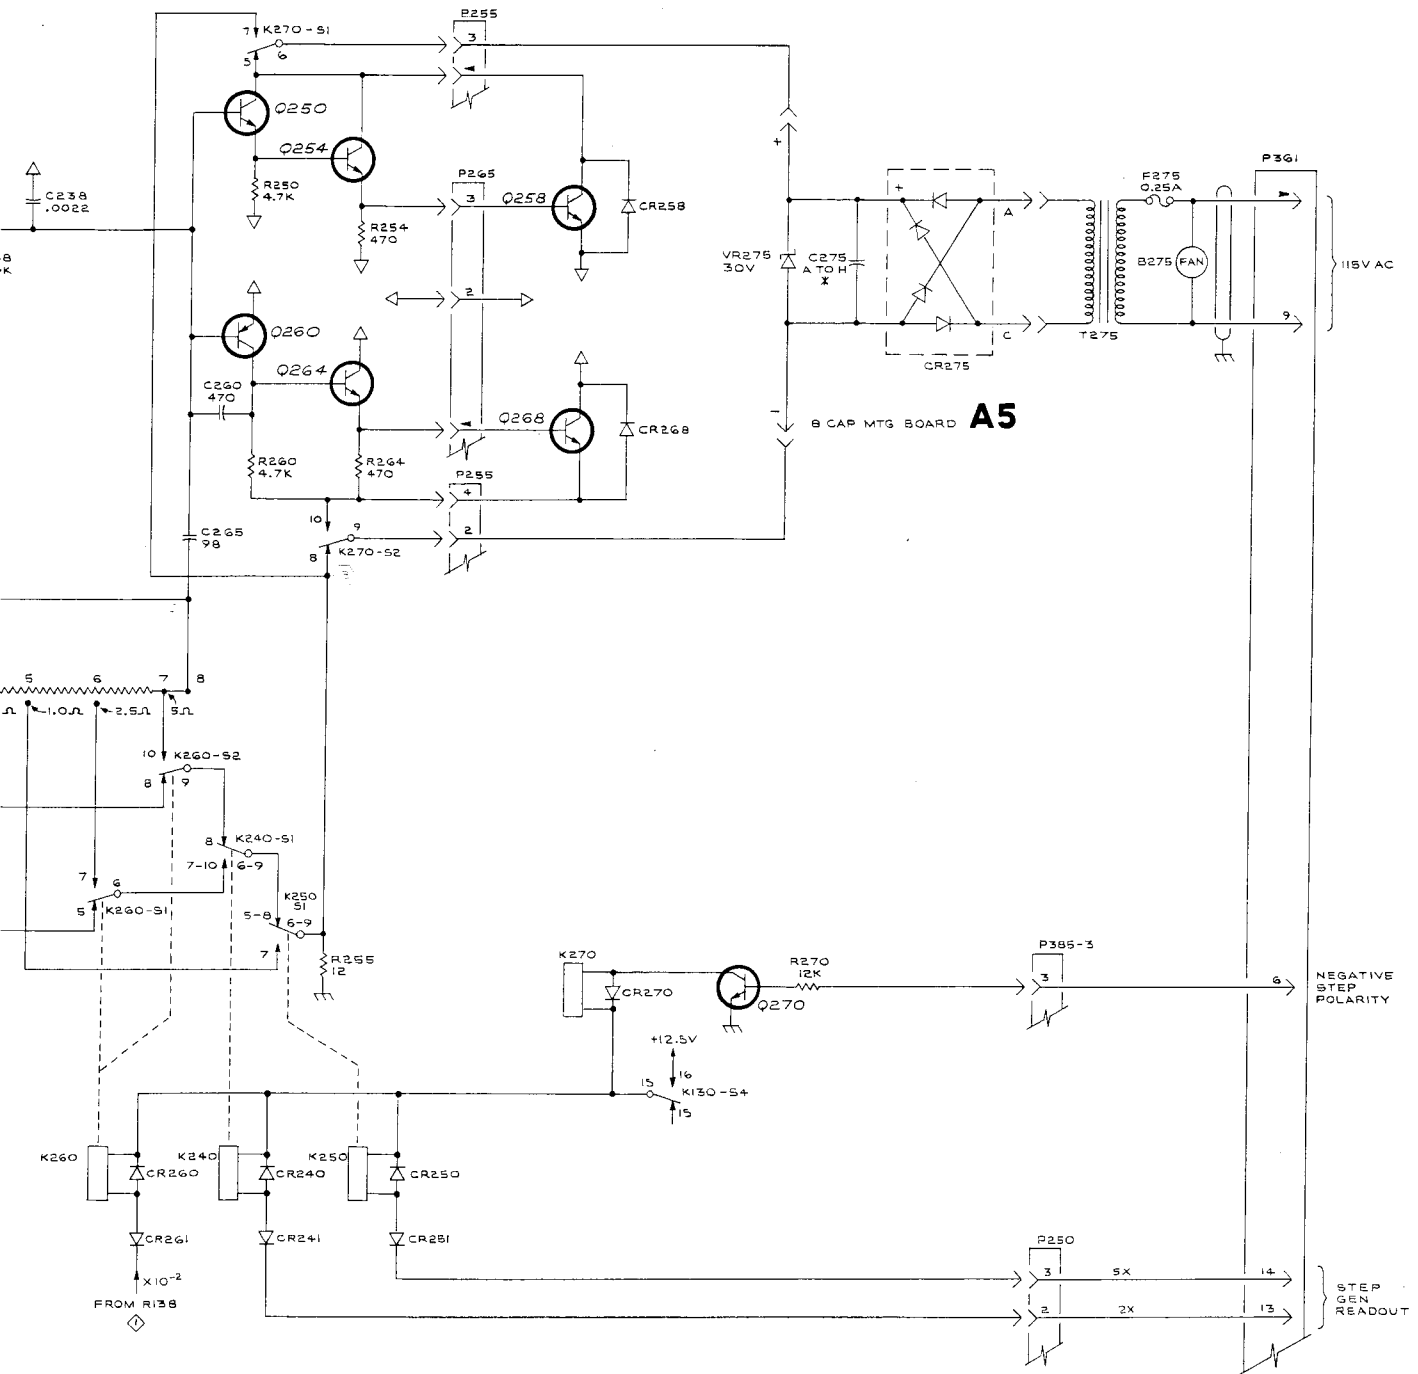 P255
7 K270-S1
3
6
5
Q250
Q254
P361
F275
0.25A
P265
C238
.0022
R250
4.7K
3
Q258
CR258
+
+
R254
470
A
VR275
30V
C275
A TO H
*
B275
FAN
115V AC
2
9
Q260
C
T275
Q264
CR275
C260
470
8 CAP MTG BOARD A5
-
Q268
CR268
R260
4.7K
R264
470
P255
4
10
9
2
C265
98
8
K270-S2
5
6
7
8
Ω
1.0Ω
2.5Ω
5Ω
10
K260-S2
8
9
8
K240-S1
7-10
6-9
7
6
K250
S1
5
K260-S1
5-8
6-9
7
R255
12
K270
R270
12K
P385-3
CR270
3
6
NEGATIVE
STEP
POLARITY
Q270
+12.5V
16
15
K130-S4
15
K260
K240
K250
CR260
CR240
CR250
CR261
CR241
CR251
P250
X10-2
3
5X
14
FROM R138
1
2
2X
13
STEP
GEN
READOUT